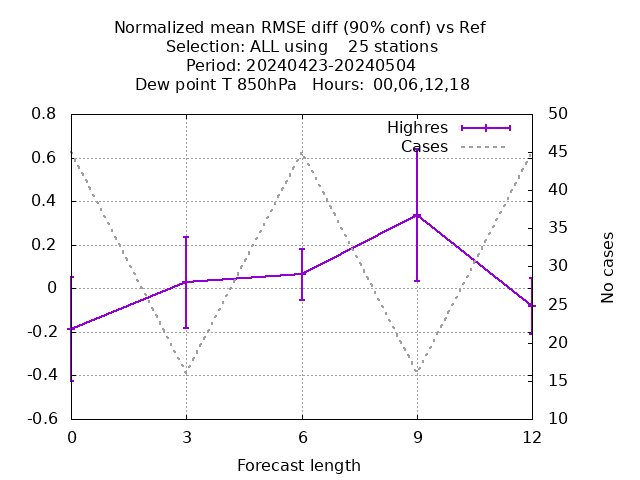 Normalized mean RMSE diff (90% conf) vs Ref
Selection: ALL using    25 stations
Period: 20240423-20240504
Dew point T 850hPa   Hours: 00,06,12,18
Highres
Cases
0.8
0.6
0.4
0.2
0
-0.2
-0.4
-0.6
50
45
40
35
30
25
20
15
10
No cases
0 3 6 9 12
Forecast length